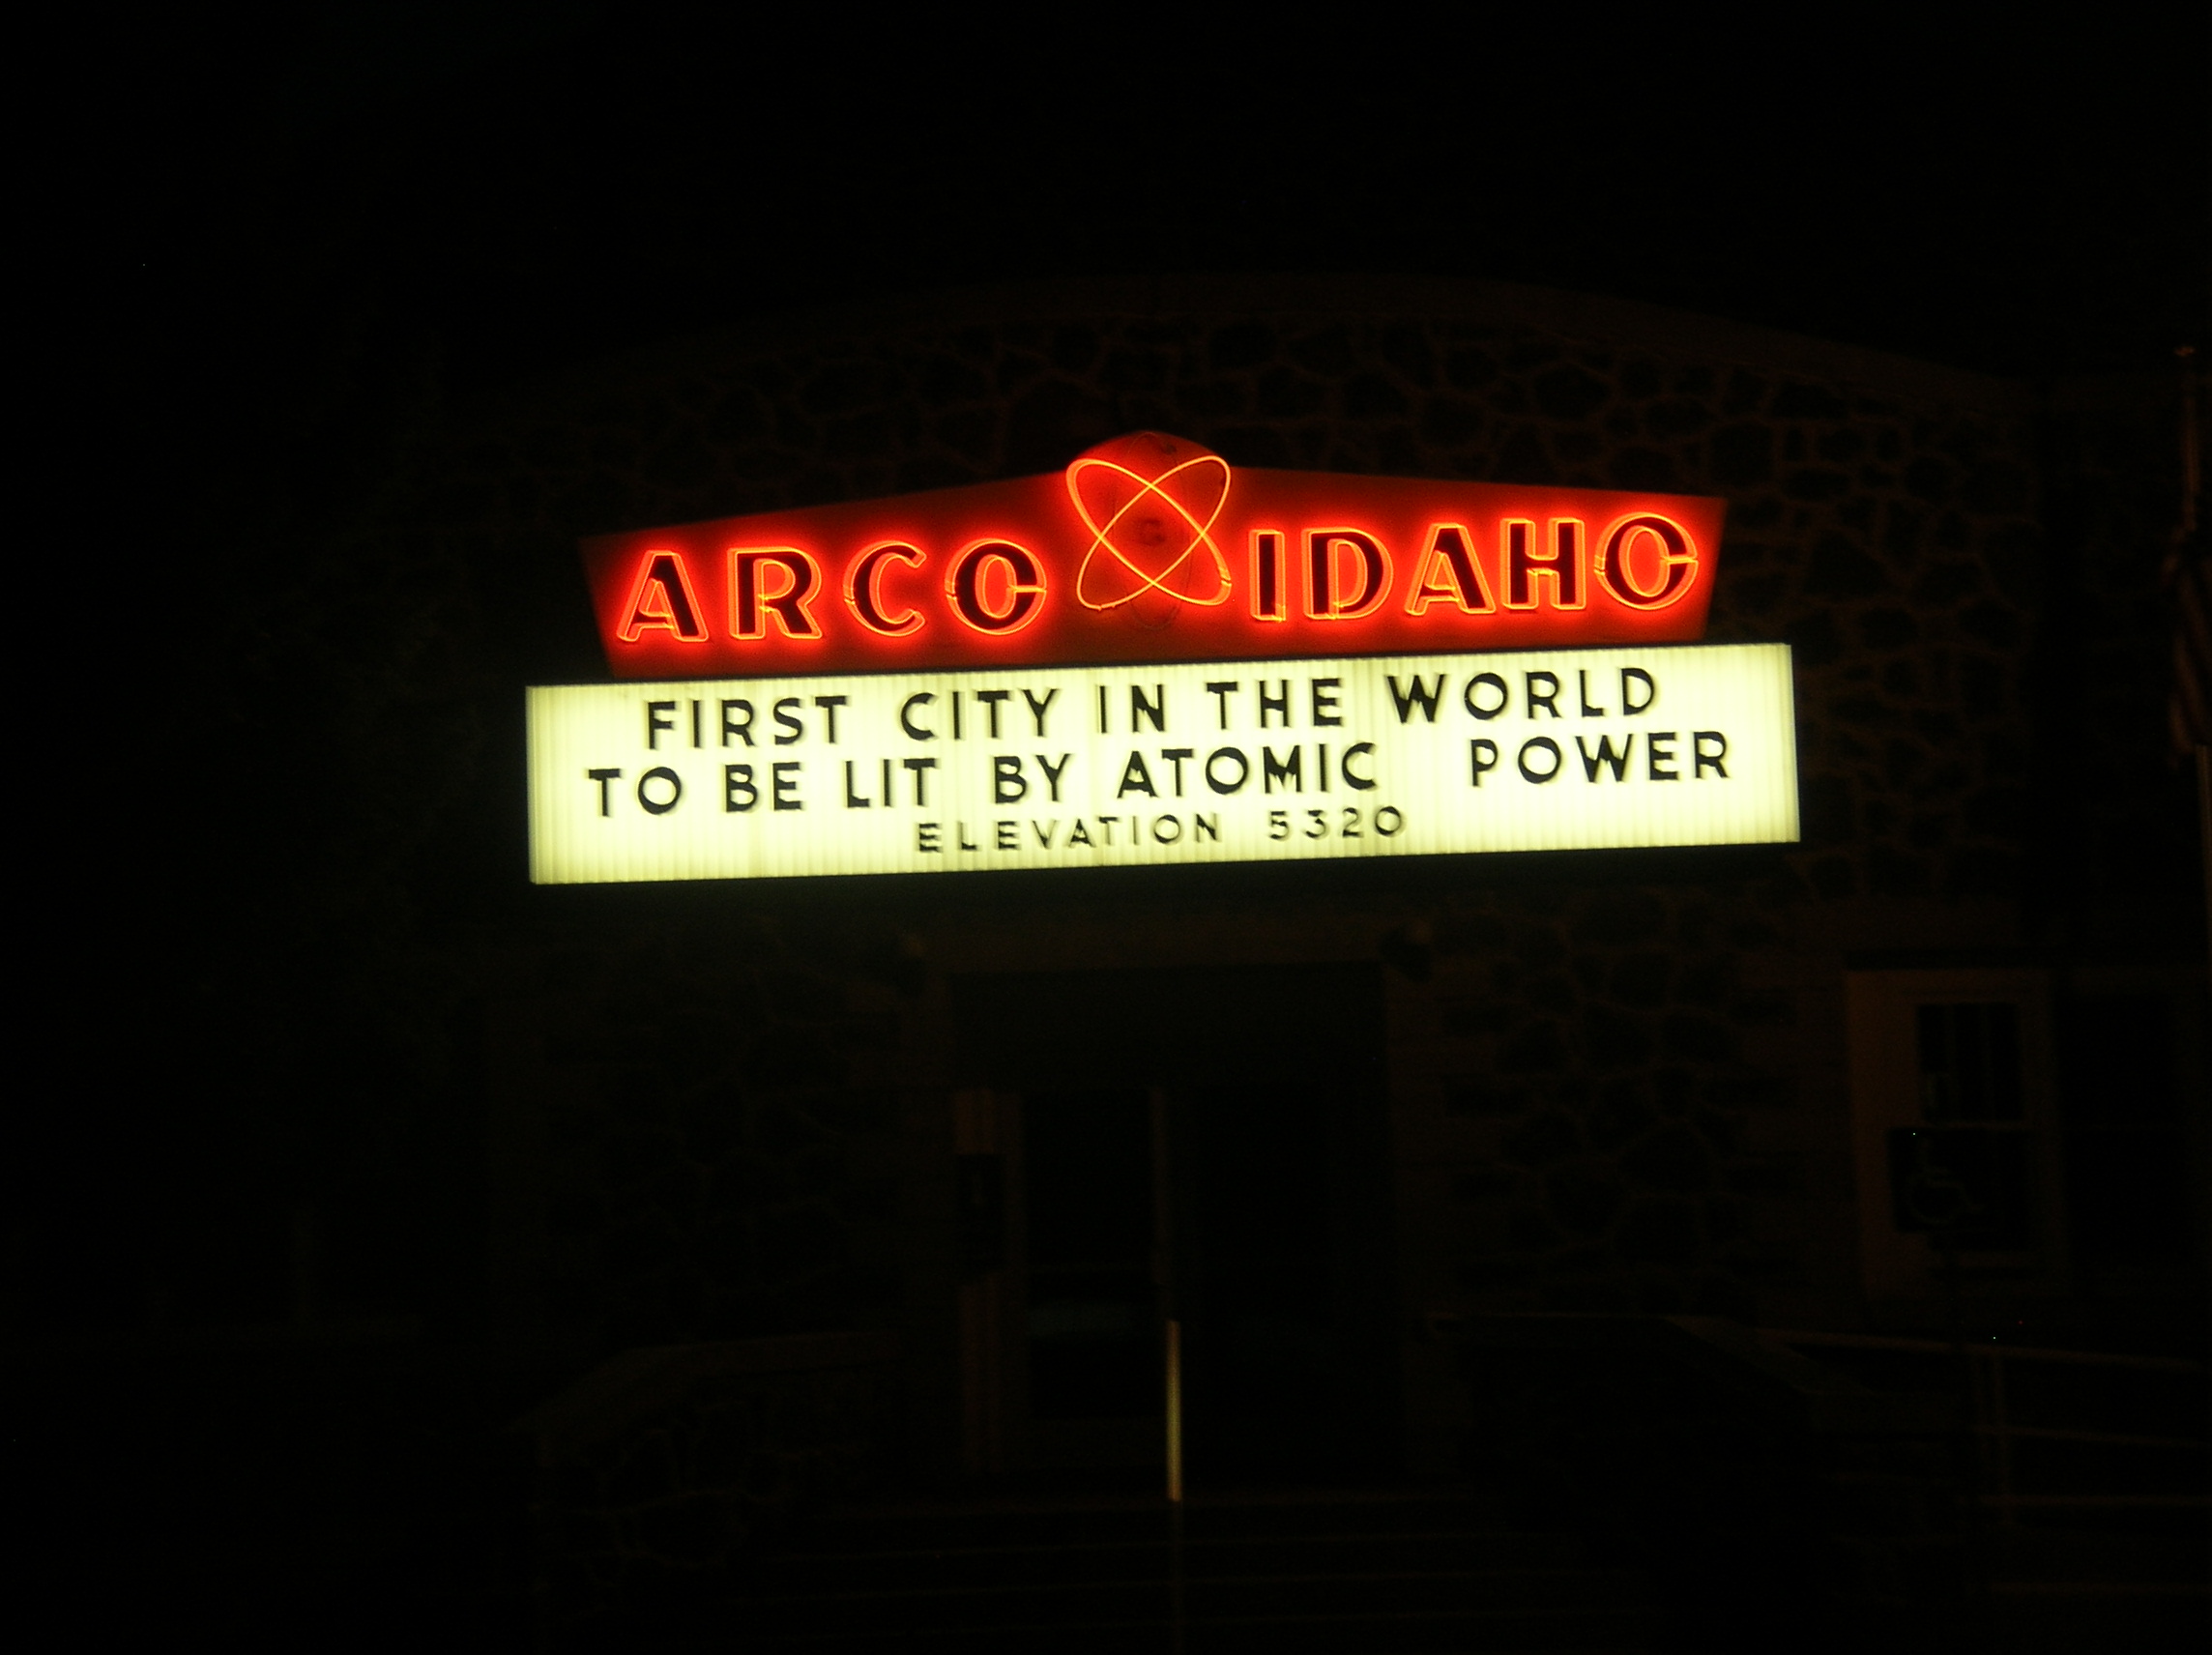 ARCO IDAHO
FIRST CITY IN THE WORLD
TO BE LIT BY ATOMIC POWER
ELEVATION 5320